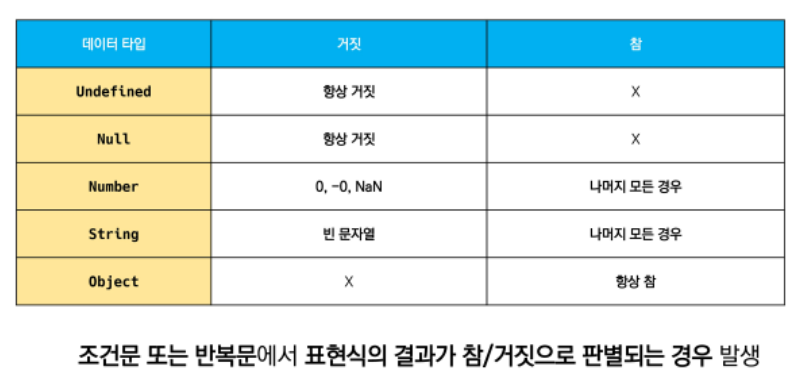 데이터 타입 거짓 참
Undefined 항상 거짓 X
Null 항상 거짓 X
Number 0, -0, NaN 나머지 모든 경우
String 빈 문자열 나머지 모든 경우
Object X 항상 참
조건문 또는 반복문에서 표현식의 결과가 참/거짓으로 판별되는 경우 발생